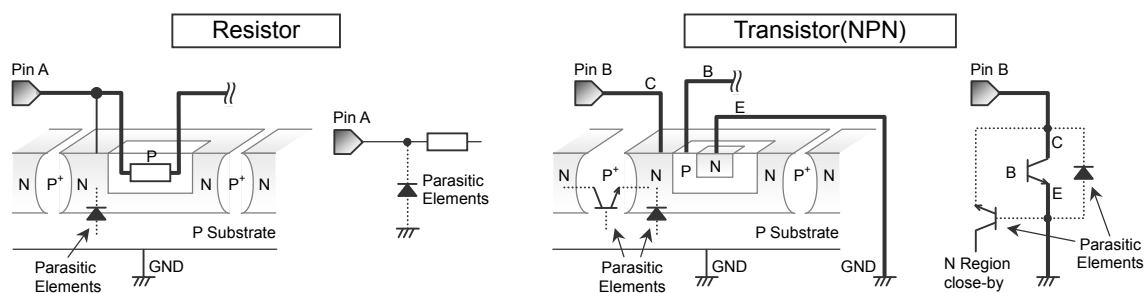 Resistor
Transistor(NPN)
Pin A
Pin A
P
N
P+
N
N
P+
N
Parasitic
Elements
P Substrate
Parasitic
Elements
GND
Pin B
C
B
E
N
P+
N
P
N
N
P+
N
P Substrate
Parasitic
Elements
GND
GND
Pin B
C
B
E
Parasitic
Elements
N Region
close-by